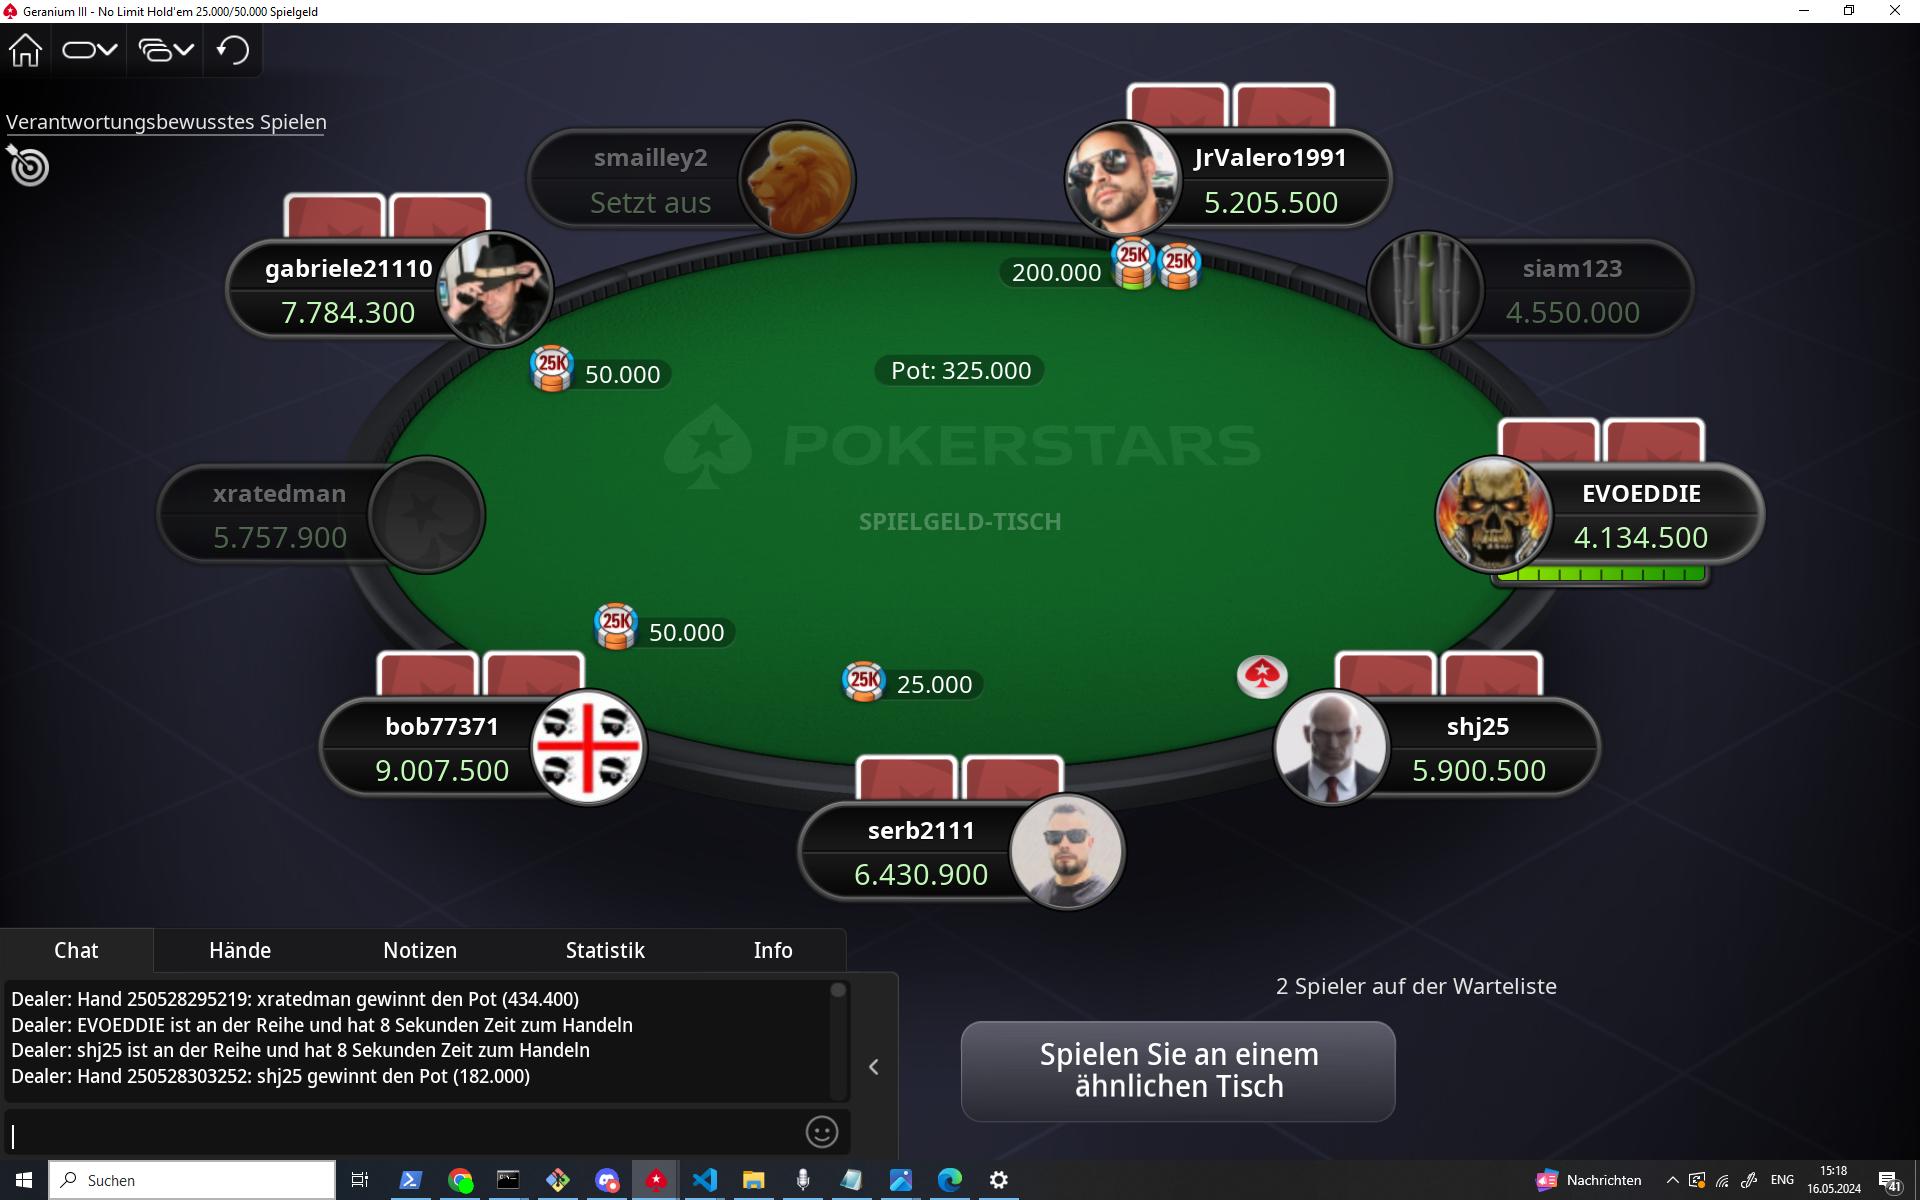 Geranium III - No Limit Hold'em 25.000/50.000 Spielgeld
Verantwortungsbewusstes Spielen
smailley2
Setzt aus
JrValero1991
5.205.500
gabriele21110
7.784.300
siam123
4.550.000
25K
25K
200.000
25K
50.000
Pot: 325.000
POKERSTARS
SPIELGELD-TISCH
xratedman
5.757.900
EVOEDDIE
4.134.500
25K
50.000
25K
25.000
bob77371
9.007.500
shj25
5.900.500
serb2111
6.430.900
Chat
Hände
Notizen
Statistik
Info
Dealer: Hand 250528295219: xratedman gewinnt den Pot (434.400)
Dealer: EVOEDDIE ist an der Reihe und hat 8 Sekunden Zeit zum Handeln
Dealer: shj25 ist an der Reihe und hat 8 Sekunden Zeit zum Handeln
Dealer: Hand 250528303252: shj25 gewinnt den Pot (182.000)
2 Spieler auf der Warteliste
Spielen Sie an einem
ähnlichen Tisch
Suchen
Nachrichten
ENG
15:18
16.05.2024
41